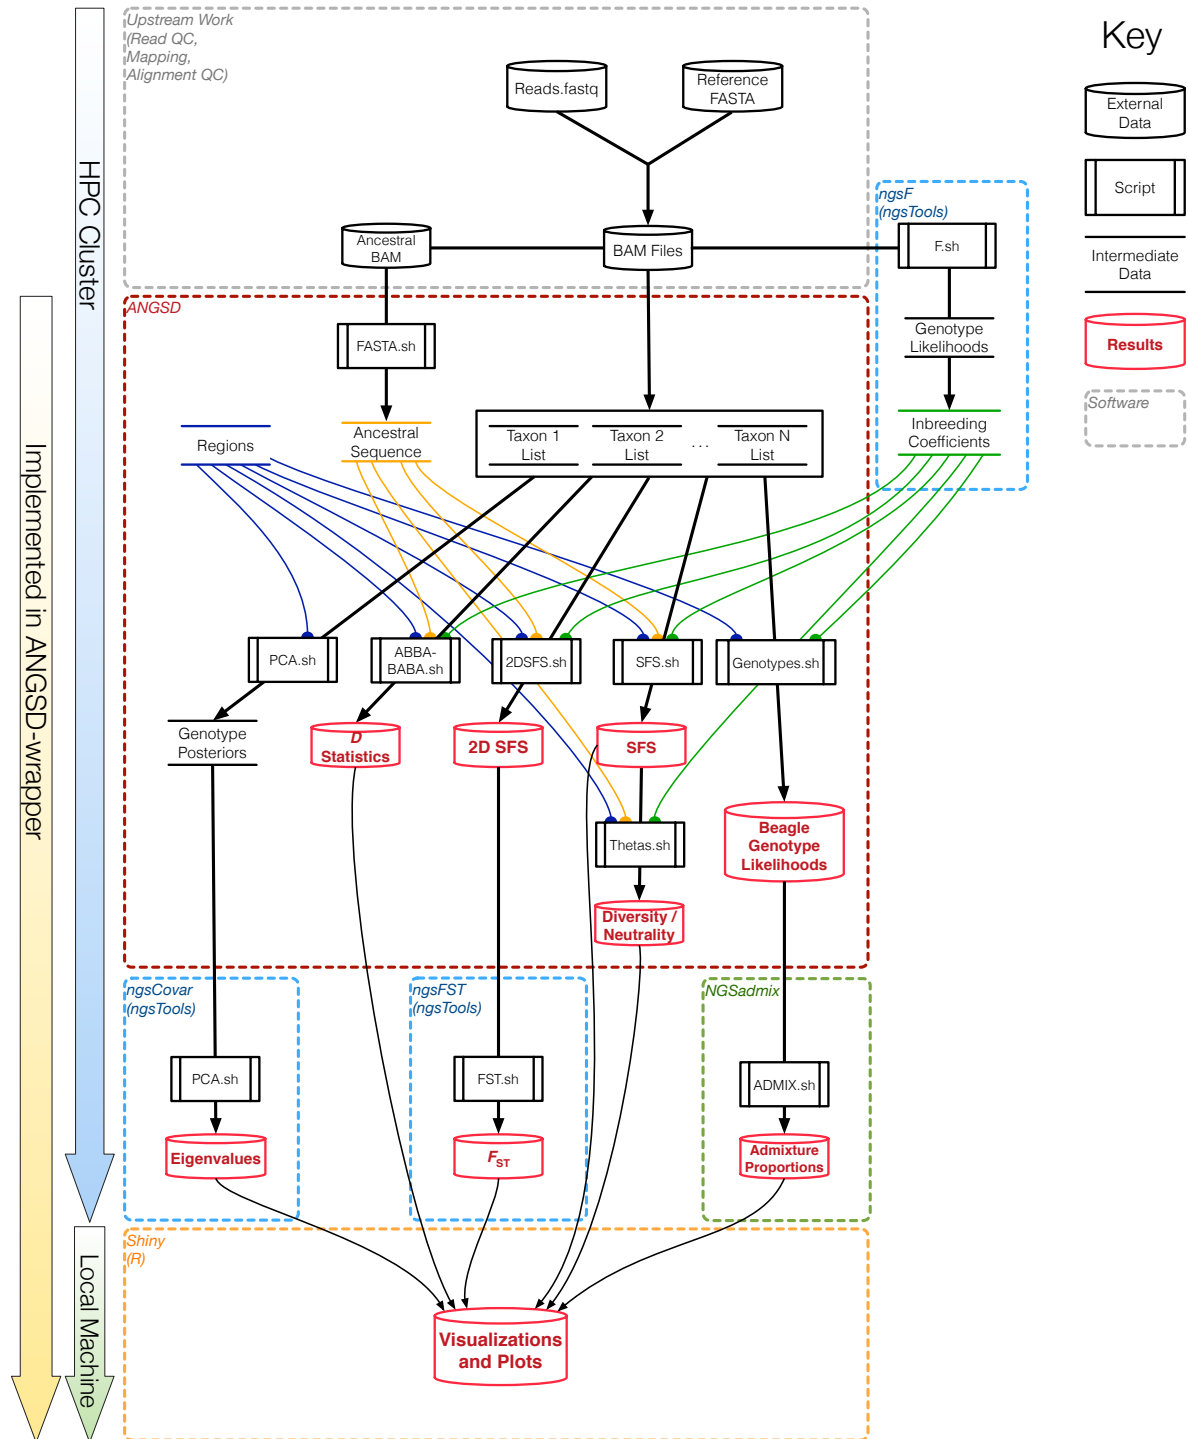 Upstream Work
(Read QC,
Mapping,
Alignment QC)
Key
Reads.fastq
Reference
FASTA
External
Data
Script
HPC Cluster
ngsF
(ngsTools)
Ancestral
BAM
BAM Files
F.sh
Intermediate
Data
ANGSD
FASTA.sh
Genotype
Likelihoods
Results
Software
Regions
Ancestral
Sequence
Taxon 1
List
Taxon 2
List
...
Taxon N
List
Inbreeding
Coefficients
Implemented in ANGSD-wrapper
PCA.sh
ABBA-
BABA.sh
2DSFS.sh
SFS.sh
Genotypes.sh
Genotype
Posteriors
D
Statistics
2D SFS
SFS
Thetas.sh
Beagle
Genotype
Likelihoods
Diversity /
Neutrality
ngsCovar
(ngsTools)
ngsFST
(ngsTools)
NGSadmix
PCA.sh
FST.sh
ADMIX.sh
Eigenvalues
FST
Admixture
Proportions
Shiny
(R)
Local Machine
Visualizations
and Plots